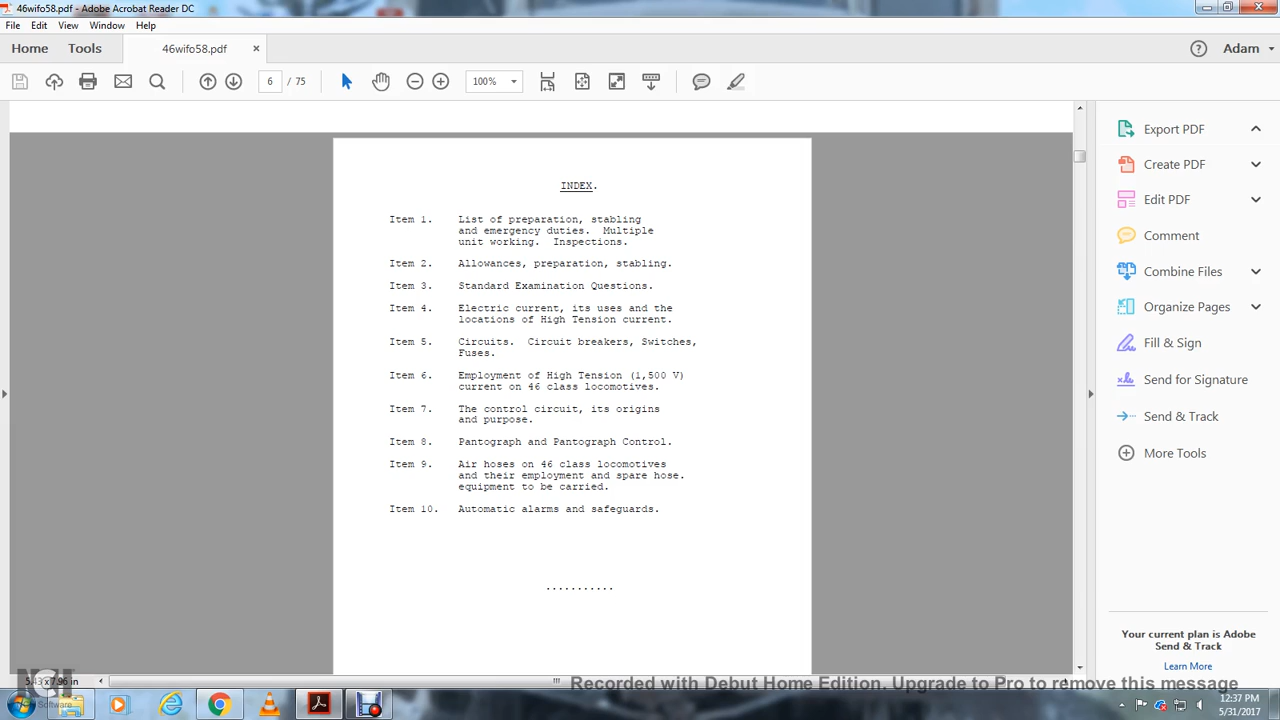 46wifo58.pdf - Adobe Acrobat Reader DC
File Edit View Window Help
Home Tools 46wifo58.pdf × Adam
6 / 75 100%
INDEX.
Item 1. List of preparation, stabling
and emergency duties. Multiple
unit working. Inspections.
Item 2. Allowances, preparation, stabling.
Item 3. Standard Examination Questions.
Item 4. Electric current, its uses and the
locations of High Tension current.
Item 5. Circuits. Circuit breakers, Switches,
Fuses.
Item 6. Employment of High Tension (1,500 V)
current on 46 class locomotives.
Item 7. The control circuit, its origins
and purpose.
Item 8. Pantograph and Pantograph Control.
Item 9. Air hoses on 46 class locomotives
and their employment and spare hose.
equipment to be carried.
Item 10. Automatic alarms and safeguards.
...........
Export PDF
Create PDF
Edit PDF
Comment
Combine Files
Organize Pages
Fill & Sign
Send for Signature
Send & Track
More Tools
Your current plan is Adobe
Send & Track
Learn More
5.43 x 7.96 in
NCH Software
Recorded with Debut Home Edition. Upgrade to Pro to remove this message
12:37 PM
5/31/2017